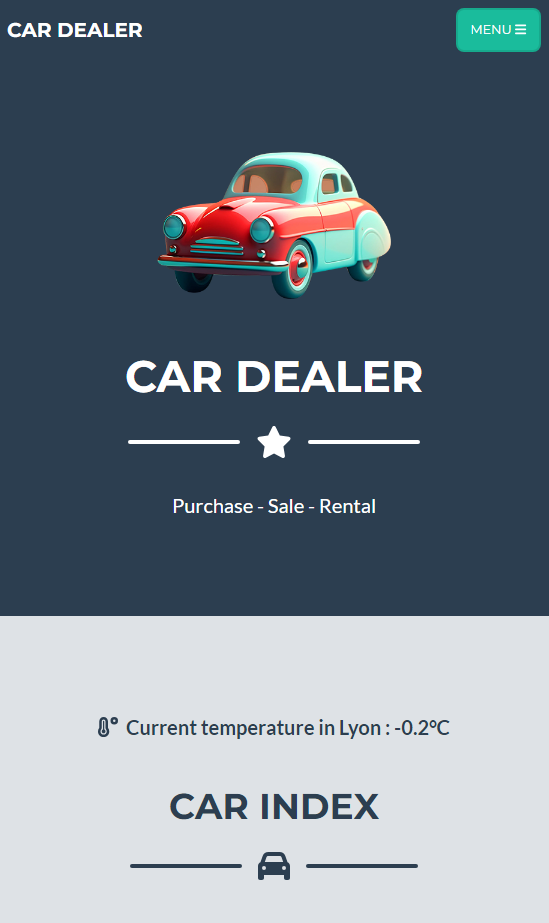 CAR DEALER
MENU
CAR DEALER
Purchase - Sale - Rental
Current temperature in Lyon : -0.2°C
CAR INDEX